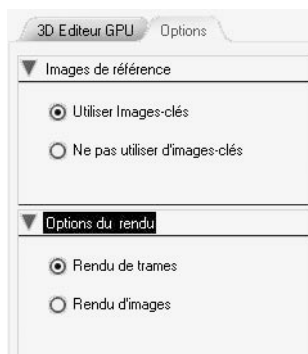 3D Editeur GPU Options
Images de référence
Utiliser Images-clés
Ne pas utiliser d'images-clés
Options du rendu
Rendu de trames
Rendu d'images